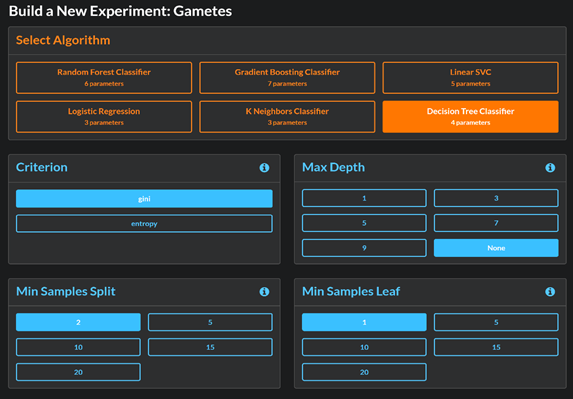 Build a New Experiment: Gametes
Select Algorithm
Random Forest Classifier
6 parameters
Gradient Boosting Classifier
7 parameters
Linear SVC
5 parameters
Logistic Regression
3 parameters
K Neighbors Classifier
3 parameters
Decision Tree Classifier
4 parameters
Criterion
gini
entropy
Max Depth
1
3
5
7
9
None
Min Samples Split
2
5
10
15
20
Min Samples Leaf
1
5
10
15
20